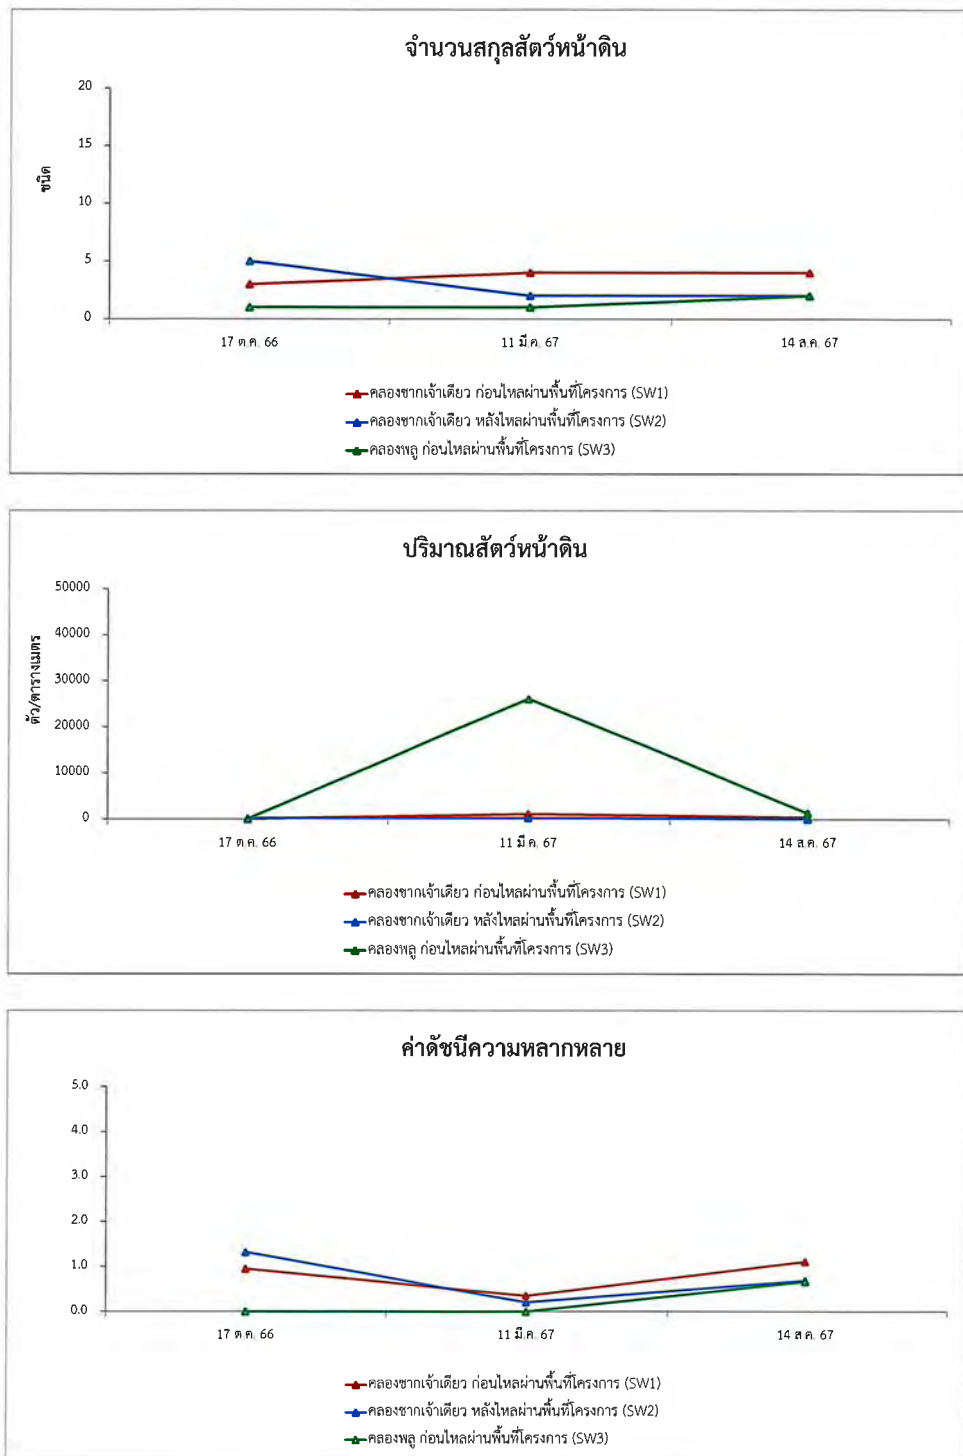 จำนวนสกุลสัตว์หน้าดิน
20
15
ชนิด
10
5
0
17 ต.ค. 66 11 มี.ค. 67 14 ส.ค. 67
คลองชากเจ้าเดียว ก่อนไหลผ่านพื้นที่โครงการ (SW1)
คลองชากเจ้าเดียว หลังไหลผ่านพื้นที่โครงการ (SW2)
คลองพลู ก่อนไหลผ่านพื้นที่โครงการ (SW3)
ปริมาณสัตว์หน้าดิน
50000
40000
ตัว/ตารางเมตร
30000
20000
10000
0
17 ต.ค. 66 11 มี.ค. 67 14 ส.ค. 67
คลองชากเจ้าเดียว ก่อนไหลผ่านพื้นที่โครงการ (SW1)
คลองชากเจ้าเดียว หลังไหลผ่านพื้นที่โครงการ (SW2)
คลองพลู ก่อนไหลผ่านพื้นที่โครงการ (SW3)
ค่าดัชนีความหลากหลาย
5.0
4.0
3.0
2.0
1.0
0.0
17 ต.ค. 66 11 มี.ค. 67 14 ส.ค. 67
คลองชากเจ้าเดียว ก่อนไหลผ่านพื้นที่โครงการ (SW1)
คลองชากเจ้าเดียว หลังไหลผ่านพื้นที่โครงการ (SW2)
คลองพลู ก่อนไหลผ่านพื้นที่โครงการ (SW3)